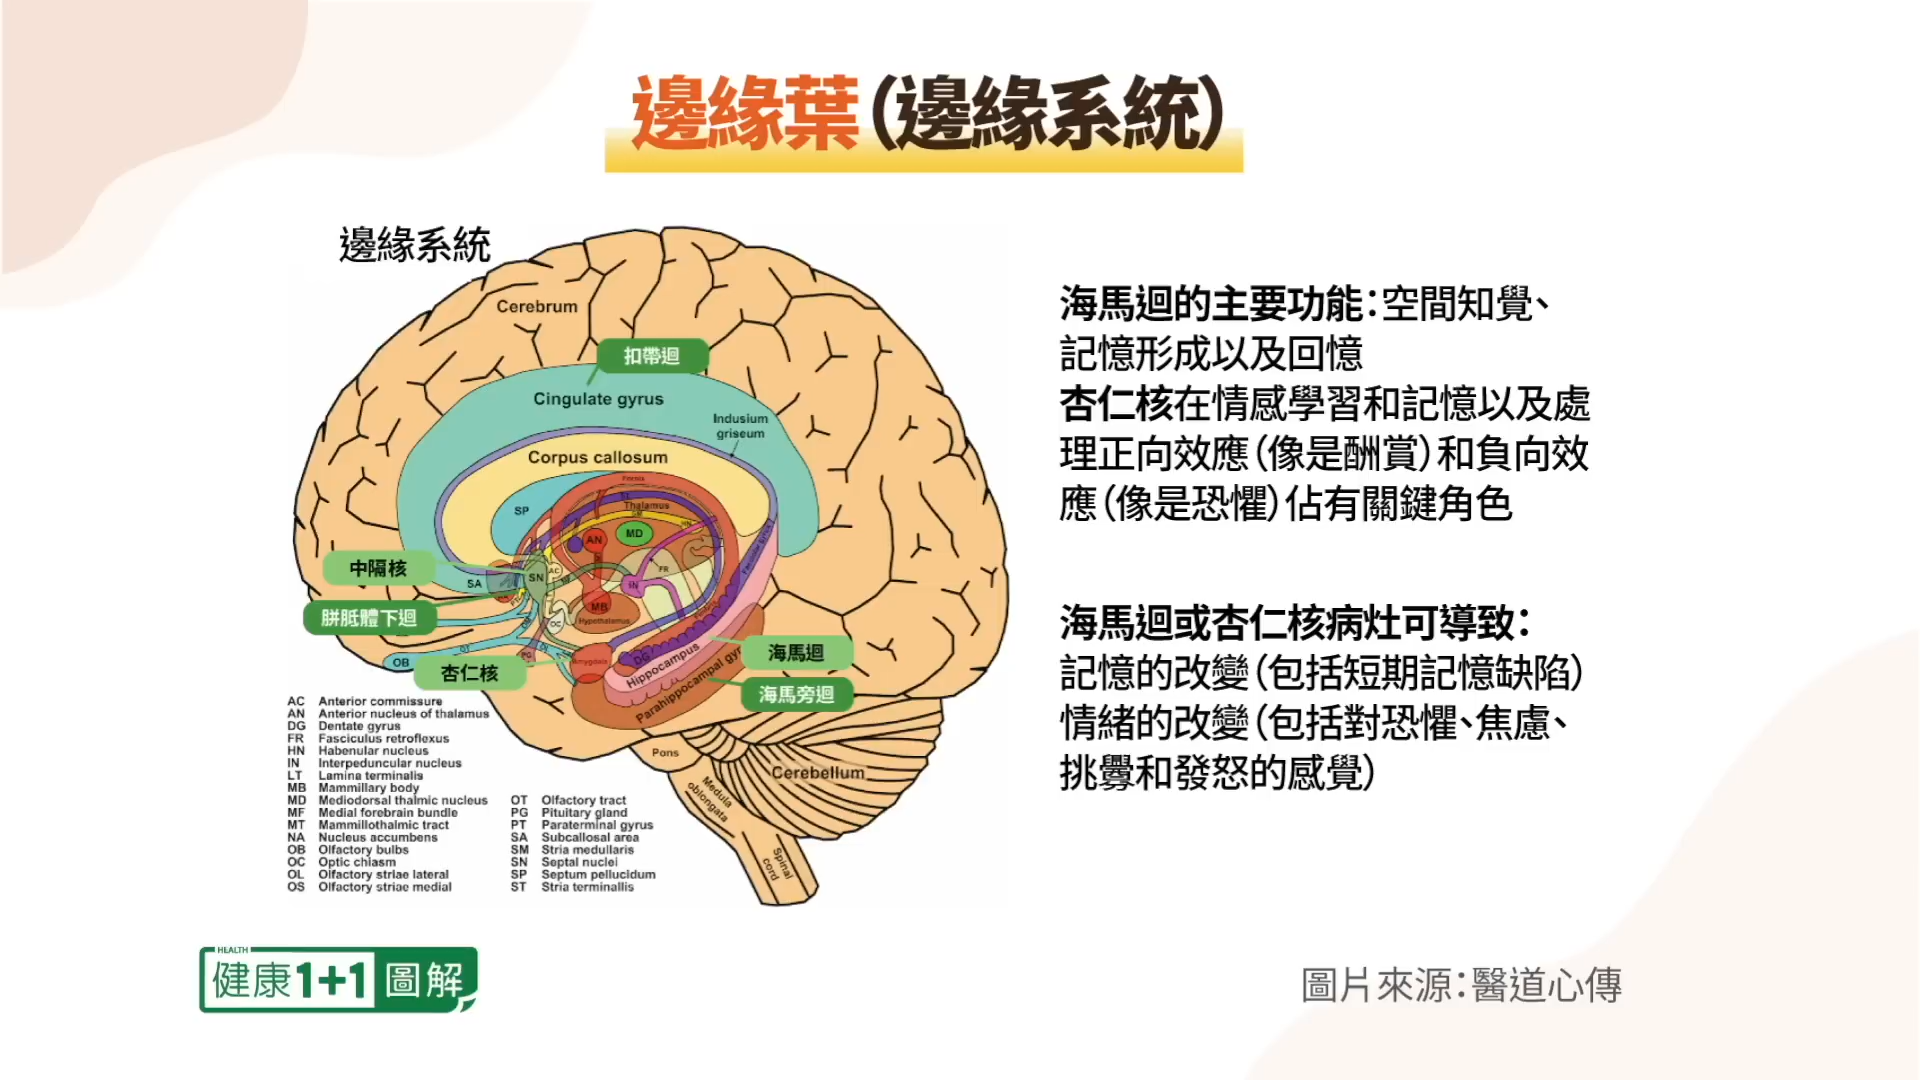 邊緣葉(邊緣系統)
邊緣系統
Cerebrum
扣帶迴
Cingulate gyrus
Indusium
griseum
Corpus callosum
SP
Thalamus
AN
MD
HN
FR
中隔核
SA
SN
AC
IN
MB
Hypothalamus
胼胝體下迴
OC
OB
PG
杏仁核
Amygdala
DG
Hippocampus
海馬迴
海馬旁迴
Pons
Medula
oblongata
Cerebellum
Spinal
cord
AC Anterior commissure
AN Anterior nucleus of thalamus
DG Dentate gyrus
FR Fasciculus retroflexus
HN Habenular nucleus
IN Interpeduncular nucleus
LT Lamina terminalis
MB Mammillary body
MD Mediodorsal thalmic nucleus
MF Medial forebrain bundle
MT Mammillothalmic tract
NA Nucleus accumbens
OB Olfactory bulbs
OC Optic chiasm
OL Olfactory striae lateral
OS Olfactory striae medial
OT Olfactory tract
PG Pituitary gland
PT Paraterminal gyrus
SA Subcallosal area
SM Stria medullaris
SN Septal nuclei
SP Septum pellucidum
ST Stria terminallis
海馬迴的主要功能:空間知覺、
記憶形成以及回憶
杏仁核在情感學習和記憶以及處
理正向效應(像是酬賞)和負向效
應(像是恐懼)佔有關鍵角色
海馬迴或杏仁核病灶可導致:
記憶的改變(包括短期記憶缺陷)
情緒的改變(包括對恐懼、焦慮、
挑釁和發怒的感覺)
HEALTH
健康1+1 圖解
圖片來源:醫道心傳